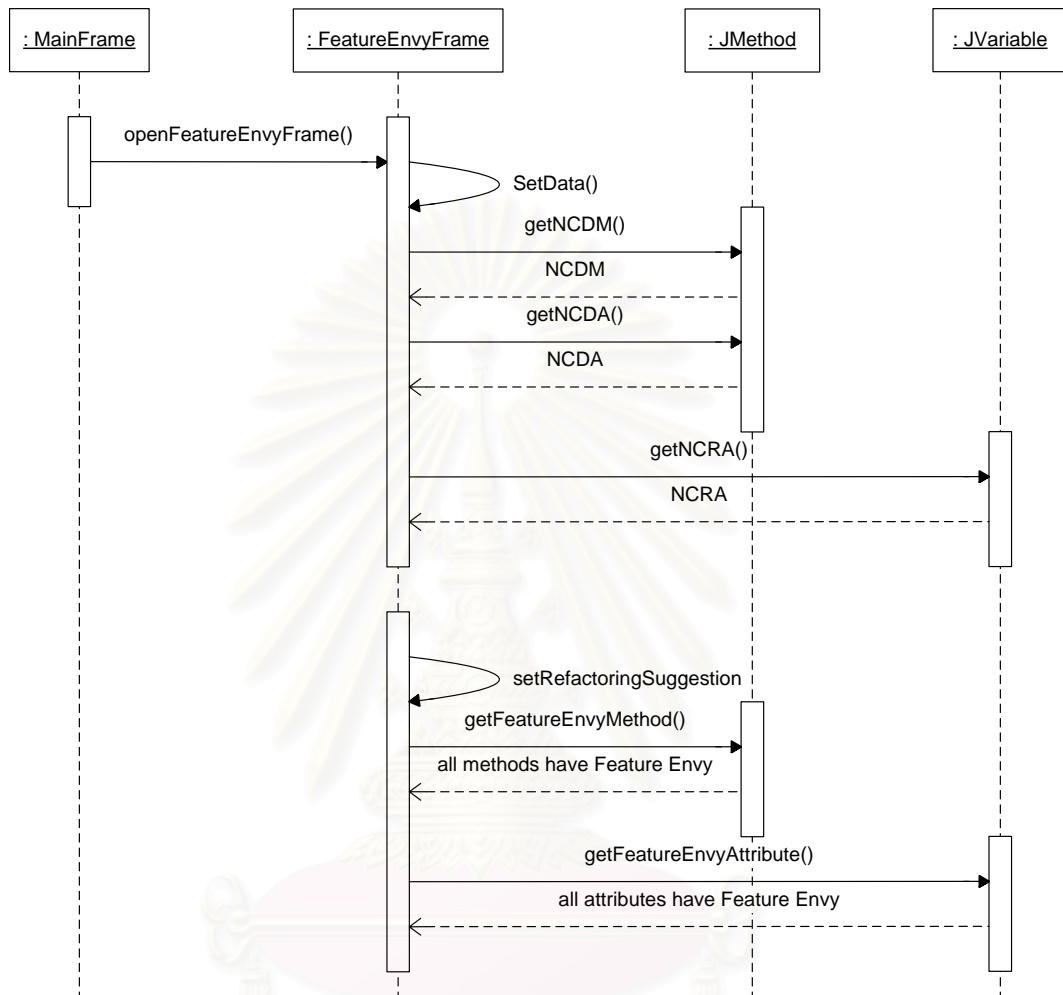 : MainFrame
: FeatureEnvyFrame
: JMethod
: JVariable
openFeatureEnvyFrame()
SetData()
getNCDM()
NCDM
getNCDA()
NCDA
getNCRA()
NCRA
setRefactoringSuggestion
getFeatureEnvyMethod()
all methods have Feature Envy
getFeatureEnvyAttribute()
all attributes have Feature Envy